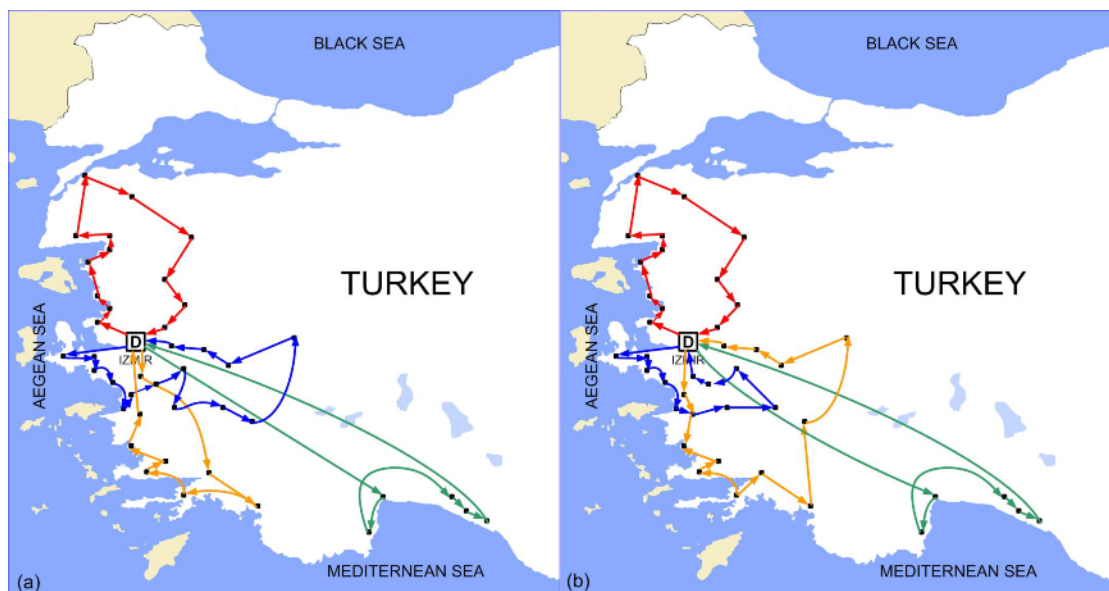 BLACK SEA
TURKEY
AEGEAN SEA
D
IZMIR
MEDITERNEAN SEA
(a)
BLACK SEA
TURKEY
AEGEAN SEA
D
IZMIR
MEDITERNEAN SEA
(b)